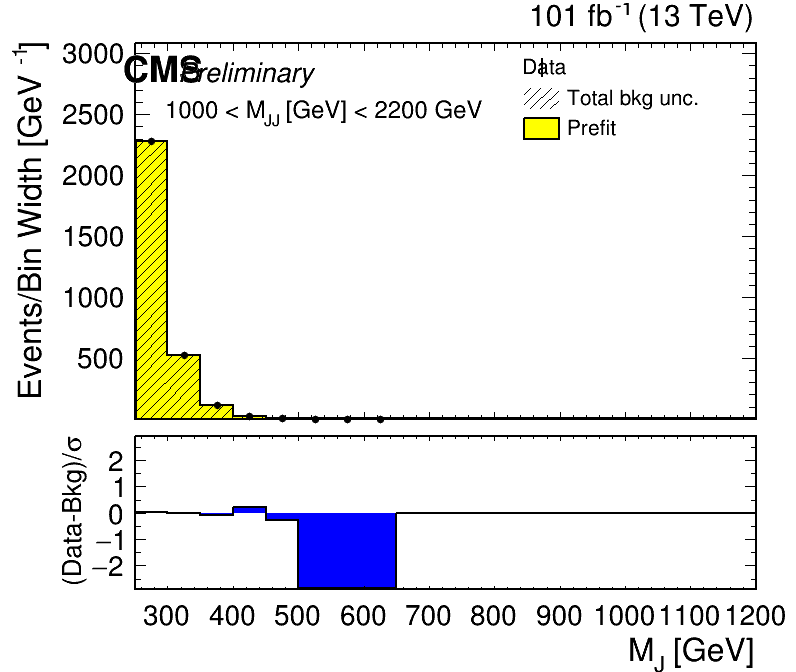 101 fb⁻¹ (13 TeV)
CMS Preliminary
1000 < M_JJ [GeV] < 2200 GeV
Data
Total bkg unc.
Prefit
Events/Bin Width [GeV⁻¹]
3000
2500
2000
1500
1000
500
(Data-Bkg)/σ
2
1
0
−1
−2
300 400 500 600 700 800 900 1000 1100 1200
M_J [GeV]